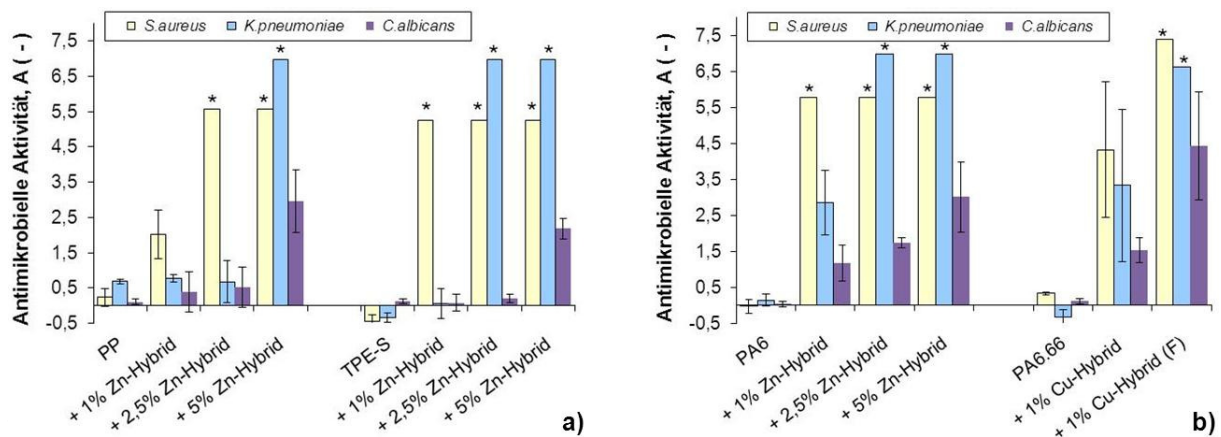 S.aureus K.pneumoniae C.albicans
Antimikrobielle Aktivität, A ( - )
7,5
6,5
5,5
4,5
3,5
2,5
1,5
0,5
-0,5
* * * * * * * *
PP
+ 1% Zn-Hybrid
+ 2,5% Zn-Hybrid
+ 5% Zn-Hybrid
TPE-S
+ 1% Zn-Hybrid
+ 2,5% Zn-Hybrid
+ 5% Zn-Hybrid
a)
S.aureus K.pneumoniae C.albicans
Antimikrobielle Aktivität, A ( - )
7,5
6,5
5,5
4,5
3,5
2,5
1,5
0,5
-0,5
* * * * * * *
PA6
+ 1% Zn-Hybrid
+ 2,5% Zn-Hybrid
+ 5% Zn-Hybrid
PA6.66
+ 1% Cu-Hybrid
+ 1% Cu-Hybrid (F)
b)